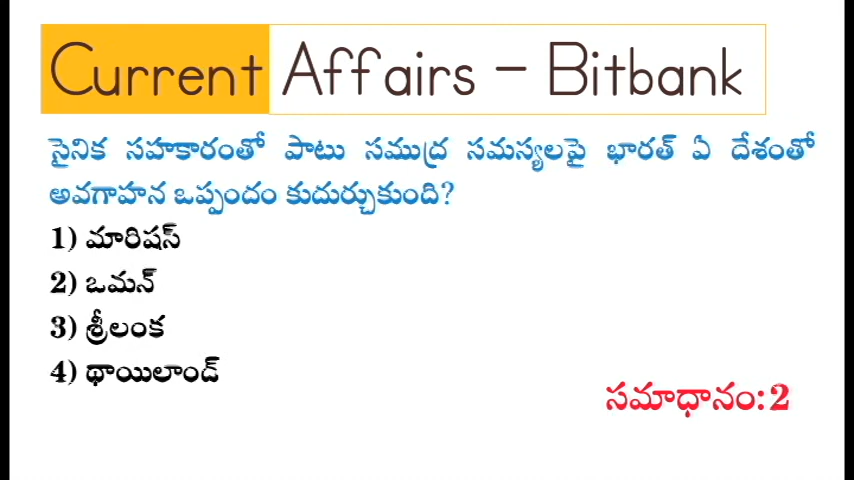 Current Affairs - Bitbank
సైనిక సహకారంతో పాటు సముద్ర సమస్యలపై భారత్ ఏ దేశంతో
అవగాహన ఒప్పందం కుదుర్చుకుంది?
1) మారిషస్
2) ఒమన్
3) శ్రీలంక
4) థాయిలాండ్
సమాధానం:2